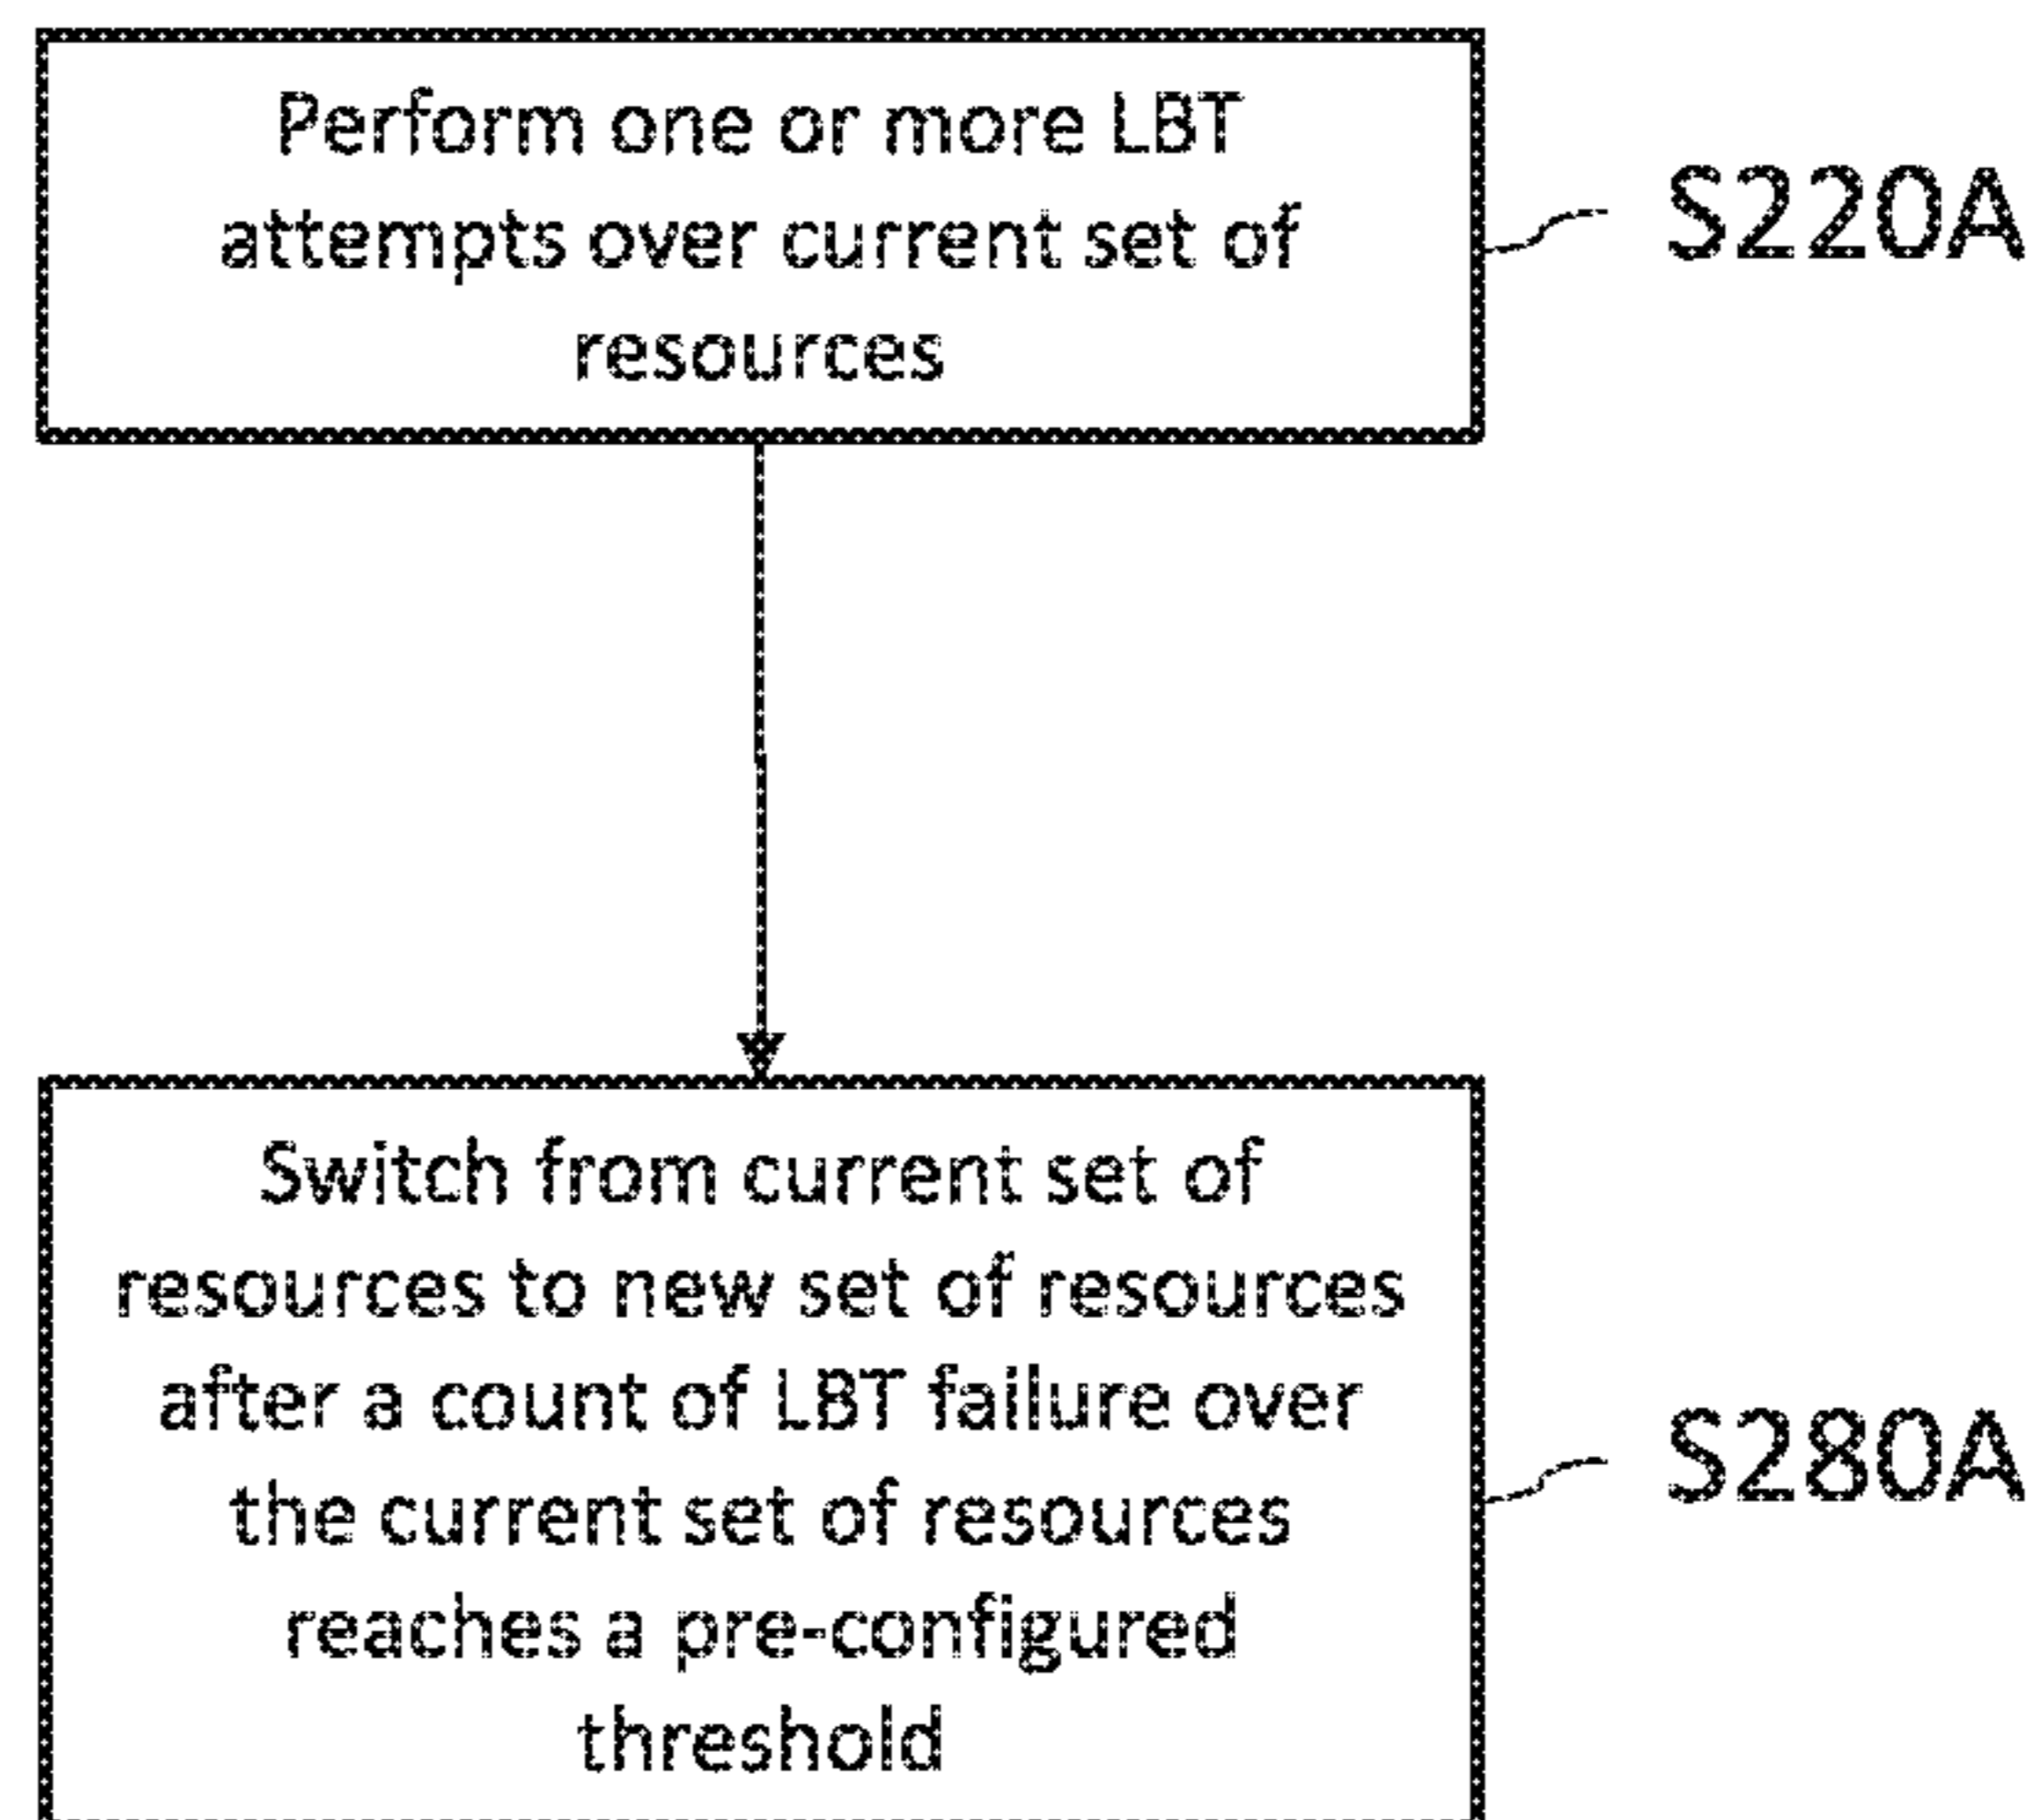 Perform one or more LBT
attempts over current set of
resources
S220A
Switch from current set of
resources to new set of resources
after a count of LBT failure over
the current set of resources
reaches a pre-configured
threshold
S280A